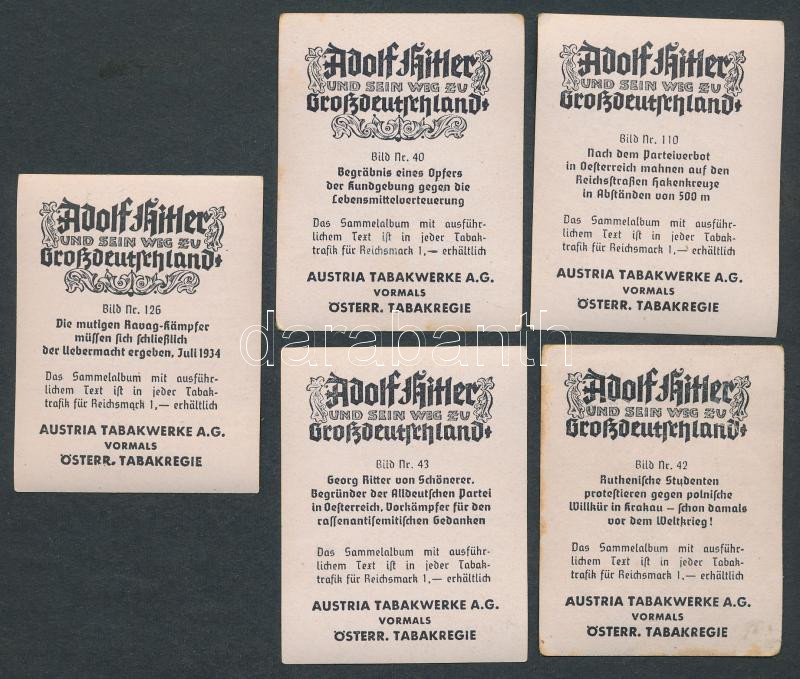 Adolf Hitler
UND SEIN WEG ZU
Großdeutschland
Bild Nr. 126
Die mutigen Ravag-Kämpfer
müssen sich schließlich
der Uebermacht ergeben, Juli 1934
Das Sammelalbum mit ausführ-
lichem Text ist in jeder Tabak-
trafik für Reichsmark 1,— erhältlich
AUSTRIA TABAKWERKE A.G.
VORMALS
ÖSTERR. TABAKREGIE
Adolf Hitler
UND SEIN WEG ZU
Großdeutschland
Bild Nr. 40
Begräbnis eines Opfers
der Kundgebung gegen die
Lebensmittelverteuerung
Das Sammelalbum mit ausführ-
lichem Text ist in jeder Tabak-
trafik für Reichsmark 1,— erhältlich
AUSTRIA TABAKWERKE A.G.
VORMALS
ÖSTERR. TABAKREGIE
Adolf Hitler
UND SEIN WEG ZU
Großdeutschland
Bild Nr. 110
Nach dem Parteiverbot
in Oesterreich mahnen auf den
Reichsstraßen Hakenkreuze
in Abständen von 500 m
Das Sammelalbum mit ausführ-
lichem Text ist in jeder Tabak-
trafik für Reichsmark 1,— erhältlich
AUSTRIA TABAKWERKE A.G.
VORMALS
ÖSTERR. TABAKREGIE
darabanth
Adolf Hitler
UND SEIN WEG ZU
Großdeutschland
Bild Nr. 43
Georg Ritter von Schönerer.
Begründer der Alldeutschen Partei
in Oesterreich, Vorkämpfer für den
rassenantisemitischen Gedanken
Das Sammelalbum mit ausführ-
lichem Text ist in jeder Tabak-
trafik für Reichsmark 1,— erhältlich
AUSTRIA TABAKWERKE A.G.
VORMALS
ÖSTERR. TABAKREGIE
Adolf Hitler
UND SEIN WEG ZU
Großdeutschland
Bild Nr. 42
Ruthenische Studenten
protestieren gegen polnische
Willkür in Krakau — schon damals
vor dem Weltkrieg!
Das Sammelalbum mit ausführ-
lichem Text ist in jeder Tabak-
trafik für Reichsmark 1,— erhältlich
AUSTRIA TABAKWERKE A.G.
VORMALS
ÖSTERR. TABAKREGIE